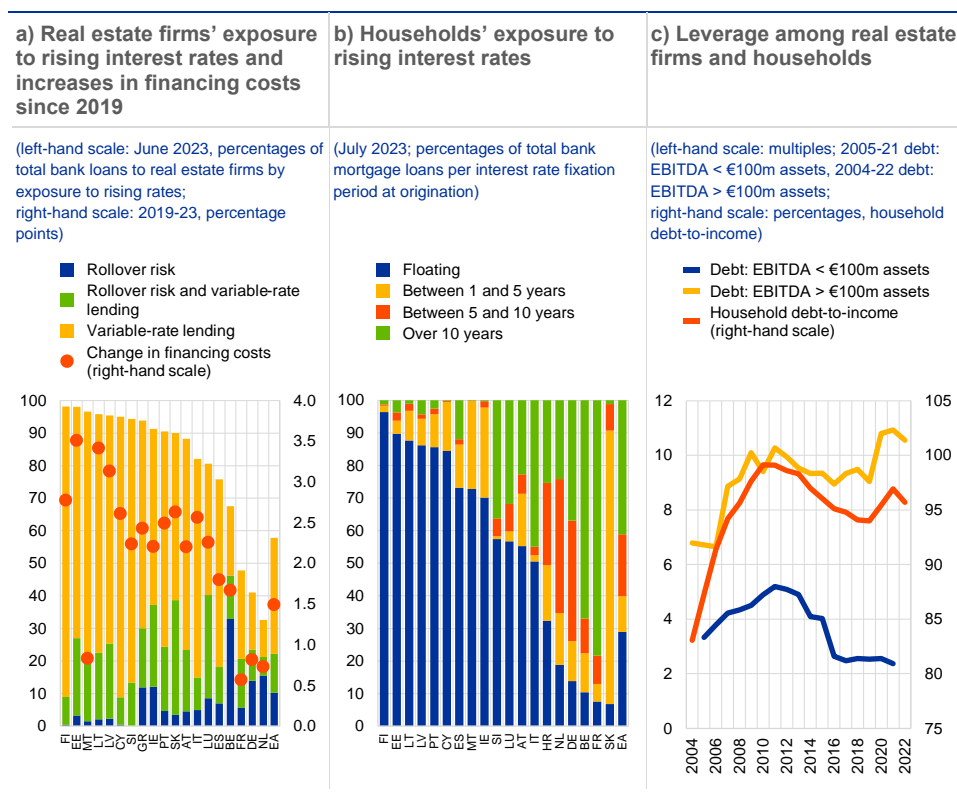 a) Real estate firms' exposure
to rising interest rates and
increases in financing costs
since 2019
(left-hand scale: June 2023, percentages of
total bank loans to real estate firms by
exposure to rising rates;
right-hand scale: 2019-23, percentage
points)
Rollover risk
Rollover risk and variable-rate
lending
Variable-rate lending
Change in financing costs
(right-hand scale)
100
90
80
70
60
50
40
30
20
10
0
4.0
3.5
3.0
2.5
2.0
1.5
1.0
0.5
0.0
FI
EE
MT
LT
LV
CY
SI
GR
IE
PT
SK
AT
IT
LU
ES
BE
FR
DE
NL
EA
b) Households' exposure to
rising interest rates
(July 2023; percentages of total bank
mortgage loans per interest rate fixation
period at origination)
Floating
Between 1 and 5 years
Between 5 and 10 years
Over 10 years
100
90
80
70
60
50
40
30
20
10
0
FI
EE
LT
LV
PT
CY
ES
MT
IE
SI
LU
AT
IT
HR
NL
DE
BE
FR
SK
EA
c) Leverage among real estate
firms and households
(left-hand scale: multiples; 2005-21 debt:
EBITDA < €100m assets, 2004-22 debt:
EBITDA > €100m assets;
right-hand scale: percentages, household
debt-to-income)
Debt: EBITDA < €100m assets
Debt: EBITDA > €100m assets
Household debt-to-income
(right-hand scale)
12
10
8
6
4
2
0
105
100
95
90
85
80
75
2004
2006
2008
2010
2012
2014
2016
2018
2020
2022